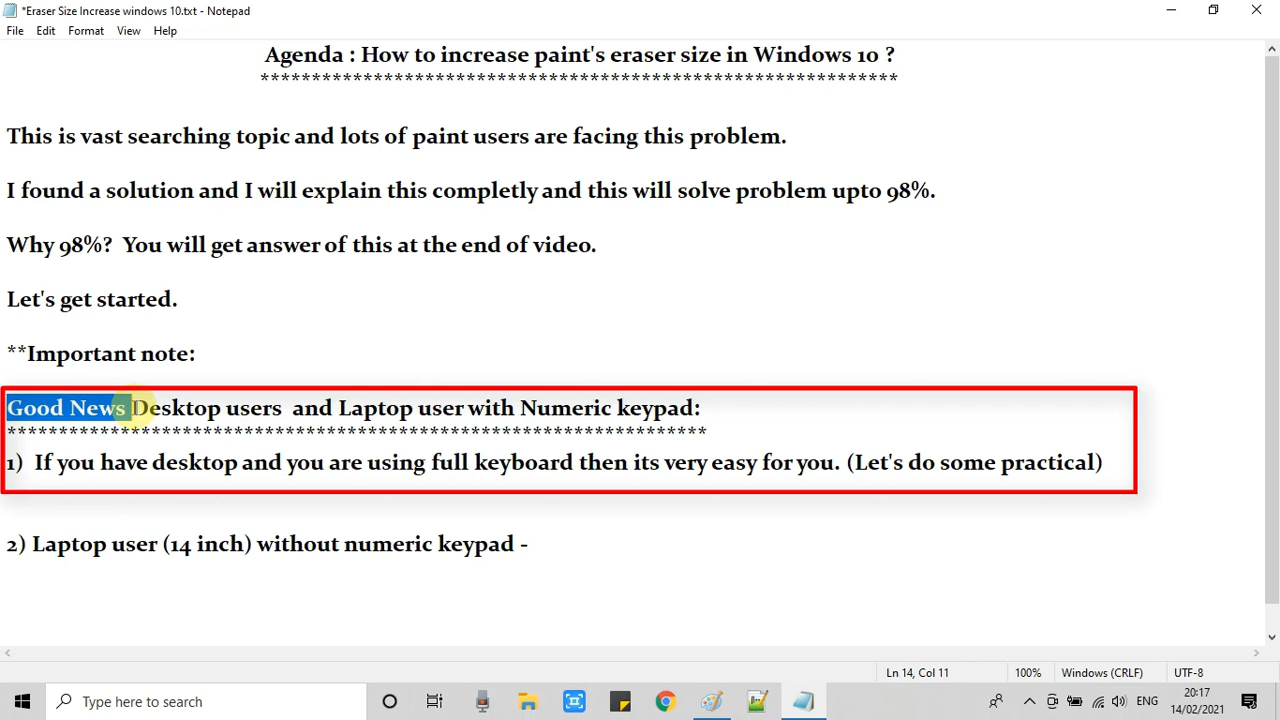 *Eraser Size Increase windows 10.txt - Notepad
File Edit Format View Help
Agenda : How to increase paint's eraser size in Windows 10 ?
**************************************************************
This is vast searching topic and lots of paint users are facing this problem.
I found a solution and I will explain this completly and this will solve problem upto 98%.
Why 98%?  You will get answer of this at the end of video.
Let's get started.
**Important note:
Good News Desktop users  and Laptop user with Numeric keypad:
********************************************************************
1)  If you have desktop and you are using full keyboard then its very easy for you. (Let's do some practical)
2) Laptop user (14 inch) without numeric keypad -
Ln 14, Col 11 100% Windows (CRLF) UTF-8
Type here to search ENG 20:17
14/02/2021